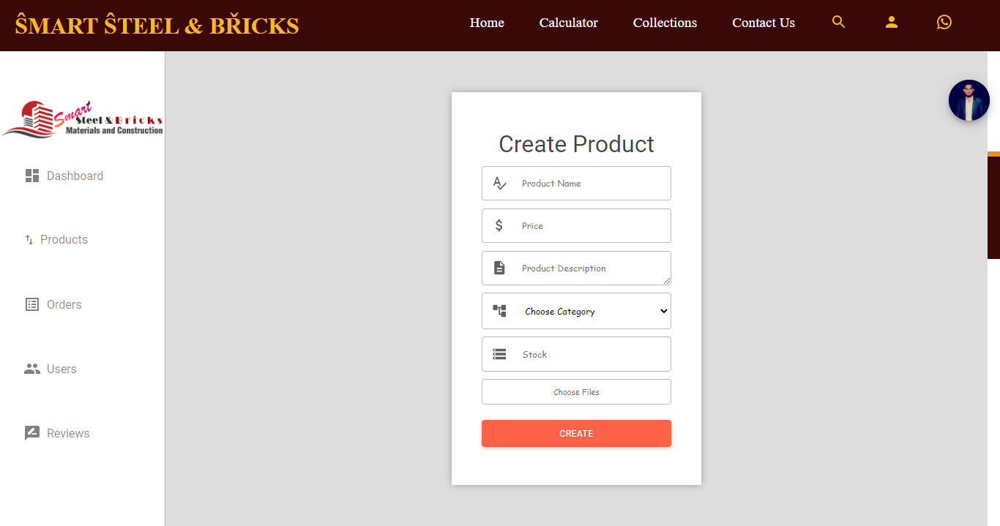 ŜMART ŜTEEL & BŘICKS
Home
Calculator
Collections
Contact Us
Smart
Steel & Bricks
Materials and Construction
Dashboard
Products
Orders
Users
Reviews
Create Product
Product Name
Price
Product Description
Choose Category
Stock
Choose Files
CREATE